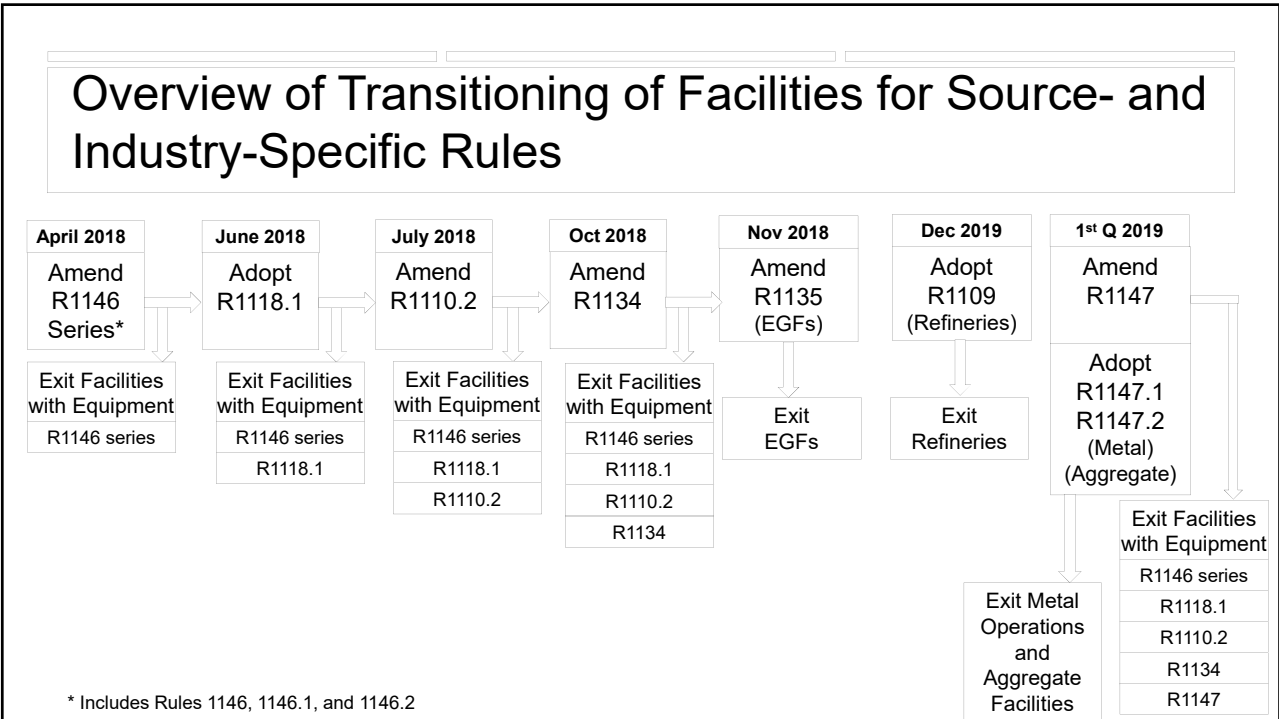 Overview of Transitioning of Facilities for Source- and
Industry-Specific Rules
April 2018
Amend
R1146
Series*
Exit Facilities
with Equipment
R1146 series
June 2018
Adopt
R1118.1
Exit Facilities
with Equipment
R1146 series
R1118.1
July 2018
Amend
R1110.2
Exit Facilities
with Equipment
R1146 series
R1118.1
R1110.2
Oct 2018
Amend
R1134
Exit Facilities
with Equipment
R1146 series
R1118.1
R1110.2
R1134
Nov 2018
Amend
R1135
(EGFs)
Exit
EGFs
Dec 2019
Adopt
R1109
(Refineries)
Exit
Refineries
1st Q 2019
Amend
R1147
Adopt
R1147.1
R1147.2
(Metal)
(Aggregate)
Exit Metal
Operations
and
Aggregate
Facilities
Exit Facilities
with Equipment
R1146 series
R1118.1
R1110.2
R1134
R1147
* Includes Rules 1146, 1146.1, and 1146.2